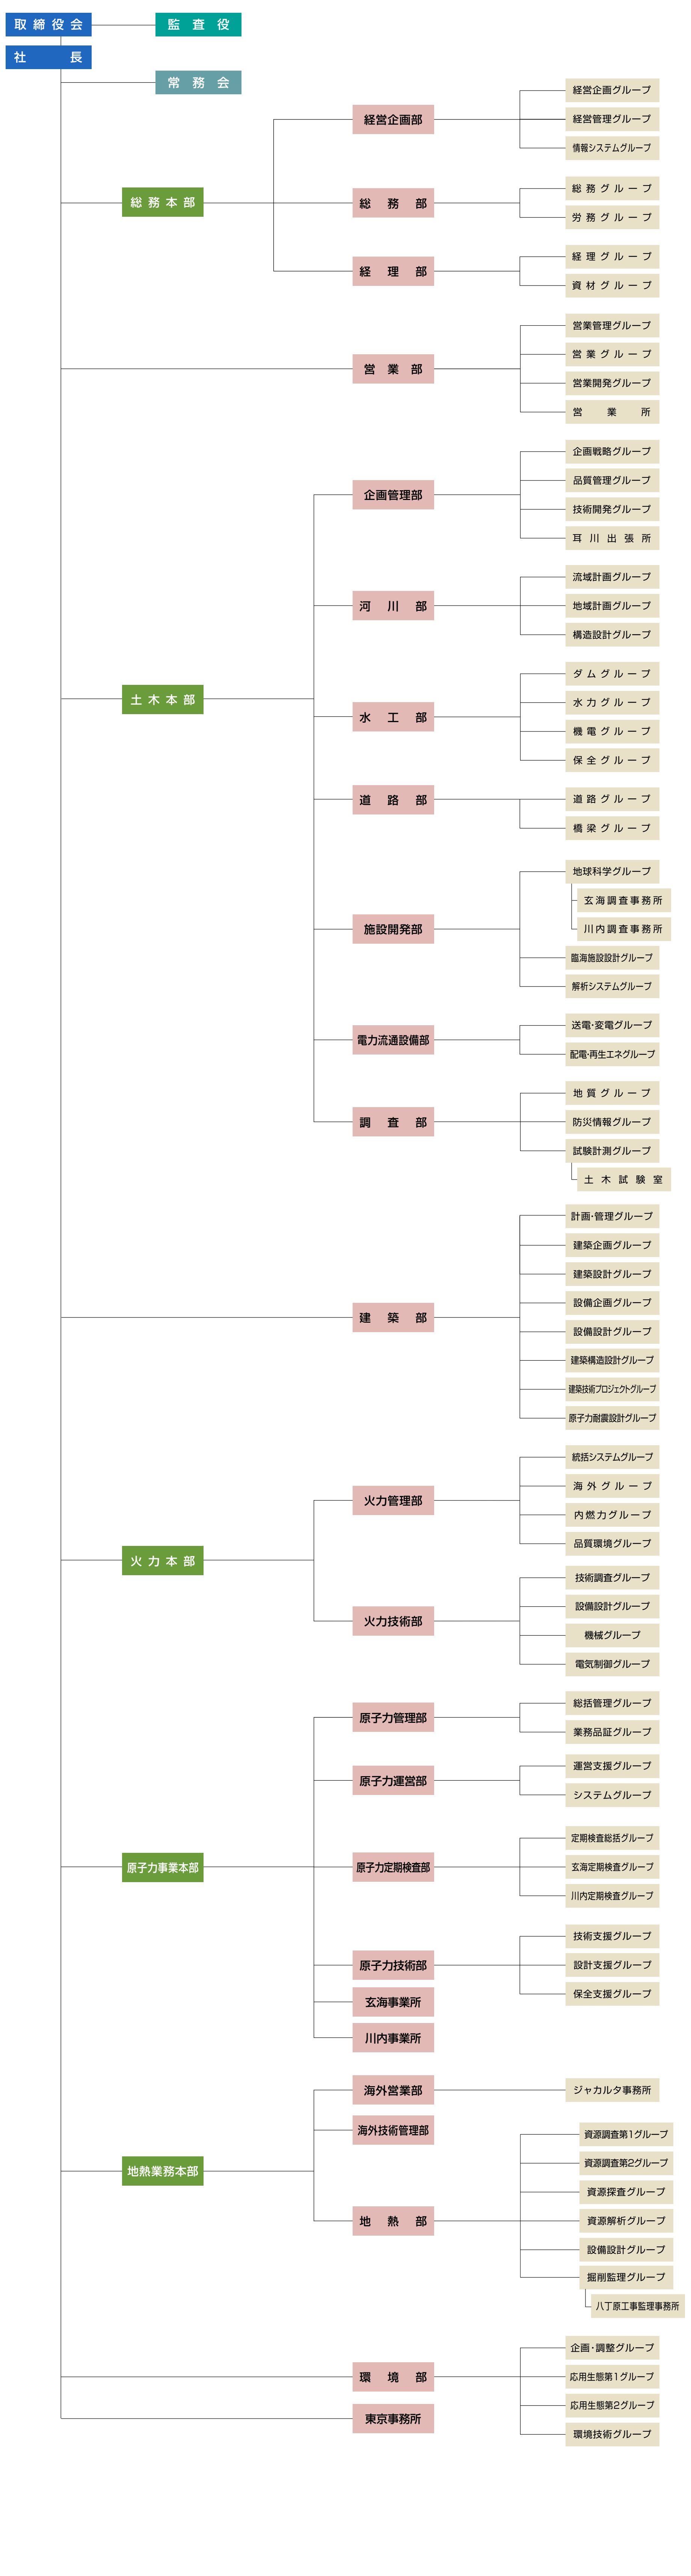 取締役会
監査役
社長
常務会
総務本部
経営企画部
経営企画グループ
経営管理グループ
情報システムグループ
総務部
総務グループ
労務グループ
経理部
経理グループ
資材グループ
営業部
営業管理グループ
営業グループ
営業開発グループ
営業所
土木本部
企画管理部
企画戦略グループ
品質管理グループ
技術開発グループ
耳川出張所
河川部
流域計画グループ
地域計画グループ
構造設計グループ
水工部
ダムグループ
水力グループ
機電グループ
保全グループ
道路部
道路グループ
橋梁グループ
施設開発部
地球科学グループ
玄海調査事務所
川内調査事務所
臨海施設設計グループ
解析システムグループ
電力流通設備部
送電・変電グループ
配電・再生エネグループ
調査部
地質グループ
防災情報グループ
試験計測グループ
土木試験室
建築部
計画・管理グループ
建築企画グループ
建築設計グループ
設備企画グループ
設備設計グループ
建築構造設計グループ
建築技術プロジェクトグループ
原子力耐震設計グループ
火力本部
火力管理部
統括システムグループ
海外グループ
内燃力グループ
品質環境グループ
火力技術部
技術調査グループ
設備設計グループ
機械グループ
電気制御グループ
原子力事業本部
原子力管理部
総括管理グループ
業務品証グループ
原子力運営部
運営支援グループ
システムグループ
原子力定期検査部
定期検査総括グループ
玄海定期検査グループ
川内定期検査グループ
原子力技術部
技術支援グループ
設計支援グループ
保全支援グループ
玄海事業所
川内事業所
地熱業務本部
海外営業部
ジャカルタ事務所
海外技術管理部
地熱部
資源調査第1グループ
資源調査第2グループ
資源探査グループ
資源解析グループ
設備設計グループ
掘削監理グループ
八丁原工事監理事務所
環境部
企画・調整グループ
応用生態第1グループ
応用生態第2グループ
環境技術グループ
東京事務所